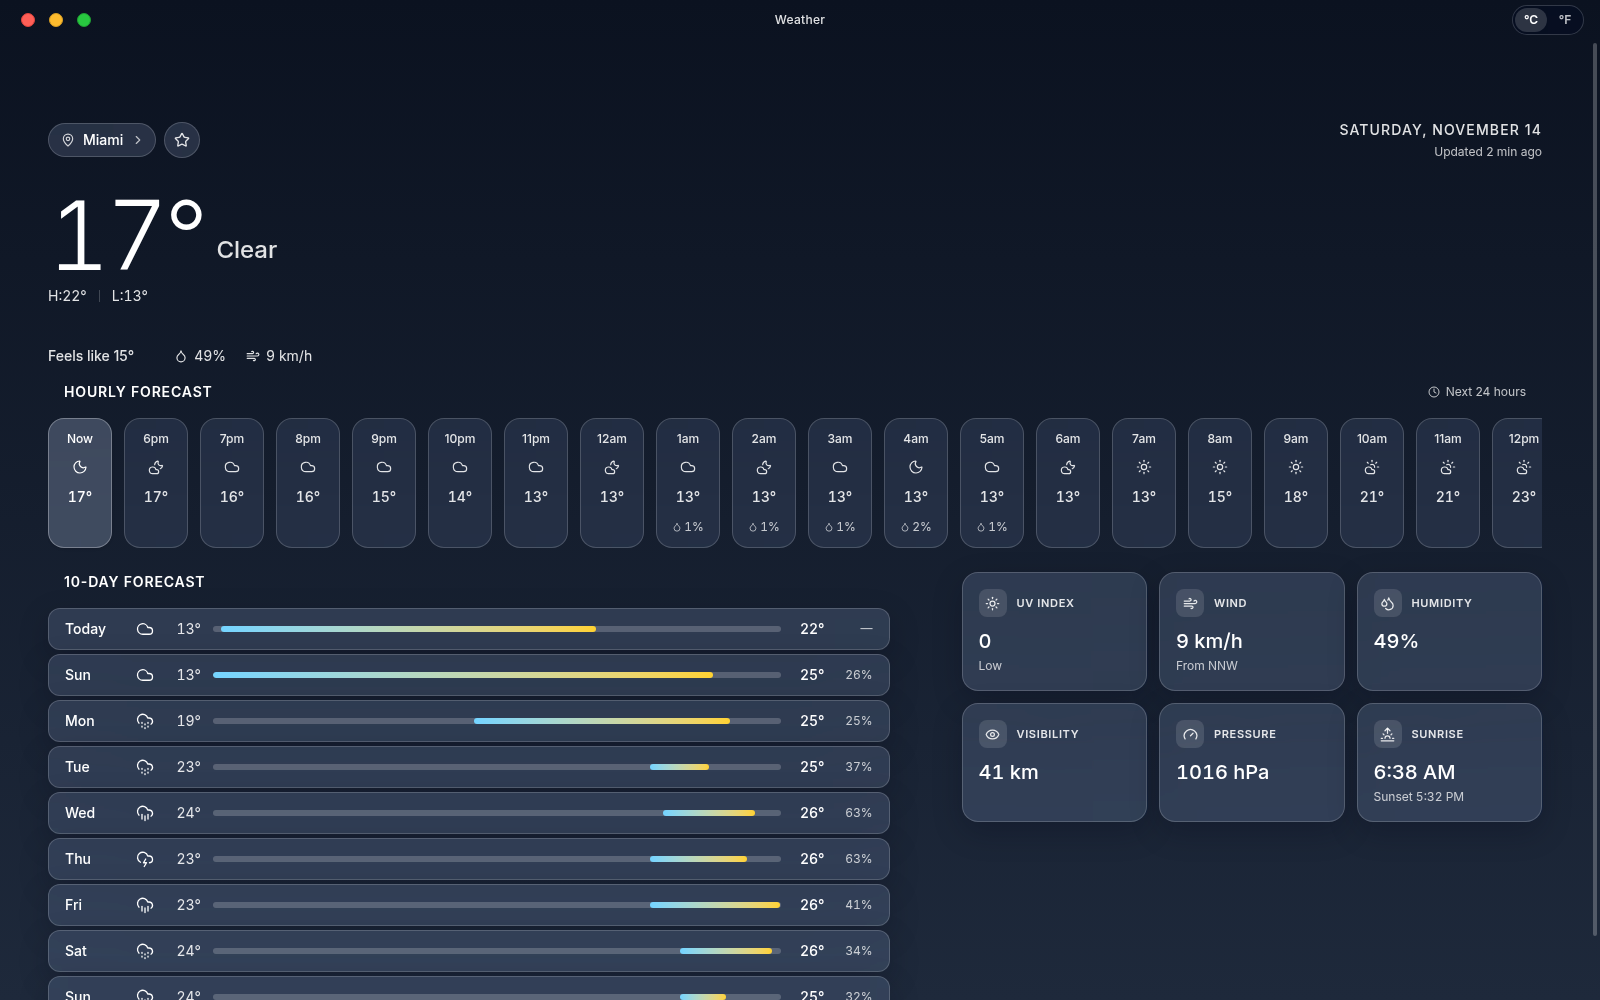 Weather
°C °F
Miami
SATURDAY, NOVEMBER 14
Updated 2 min ago
17° Clear
H:22° L:13°
Feels like 15° 49% 9 km/h
HOURLY FORECAST
Next 24 hours
Now 6pm 7pm 8pm 9pm 10pm 11pm 12am 1am 2am 3am 4am 5am 6am 7am 8am 9am 10am 11am 12pm
17° 17° 16° 16° 15° 14° 13° 13° 13° 13° 13° 13° 13° 13° 13° 15° 18° 21° 21° 23°
1% 1% 1% 2% 1%
10-DAY FORECAST
Today 13° 22° —
Sun 13° 25° 26%
Mon 19° 25° 25%
Tue 23° 25° 37%
Wed 24° 26° 63%
Thu 23° 26° 63%
Fri 23° 26° 41%
Sat 24° 26° 34%
Sun 24° 25° 32%
UV INDEX
0
Low
WIND
9 km/h
From NNW
HUMIDITY
49%
VISIBILITY
41 km
PRESSURE
1016 hPa
SUNRISE
6:38 AM
Sunset 5:32 PM